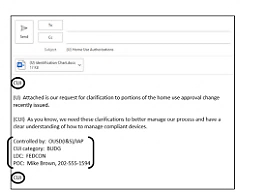 Send
To
Cc
Subject
(U) Home Use Authorizations
(U) Identification Checklist
17 KB
(CUI)
(U) Attached is our request for clarification to portions of the home use approval change
recently issued.
(CUI) As you know, we need these clarifications to better manage our process and have a
clear understanding of how to manage compliant devices.
Controlled by: OUSD(I&S)/IAP
CUI category: BUDG
LDC: FEDCON
POC: Mike Brown, 202-555-1594
(CUI)